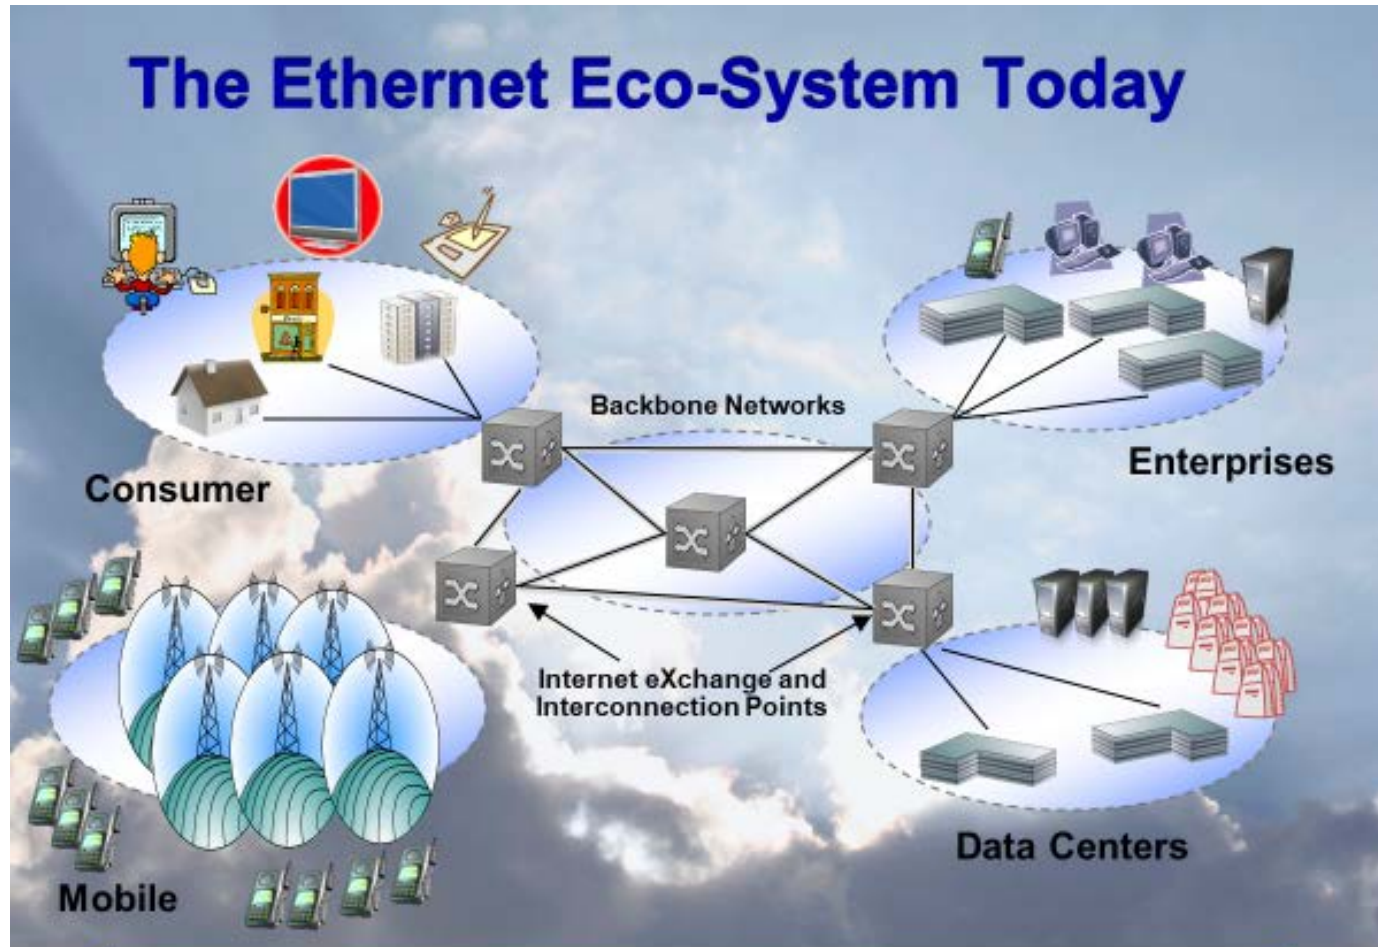 The Ethernet Eco-System Today
Backbone Networks
Consumer
Enterprises
Internet eXchange and
Interconnection Points
Mobile
Data Centers